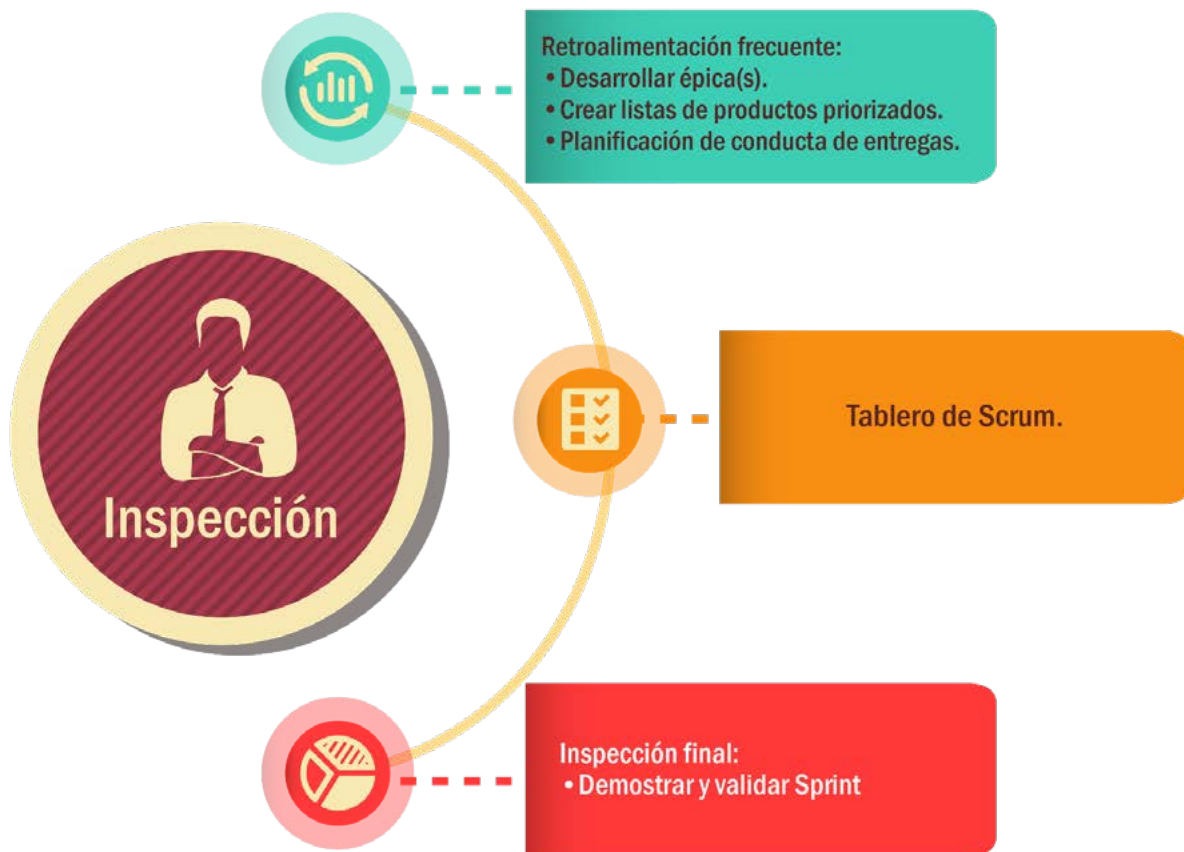 Retroalimentación frecuente:
• Desarrollar épica(s).
• Crear listas de productos priorizados.
• Planificación de conducta de entregas.
Inspección
Tablero de Scrum.
Inspección final:
• Demostrar y validar Sprint